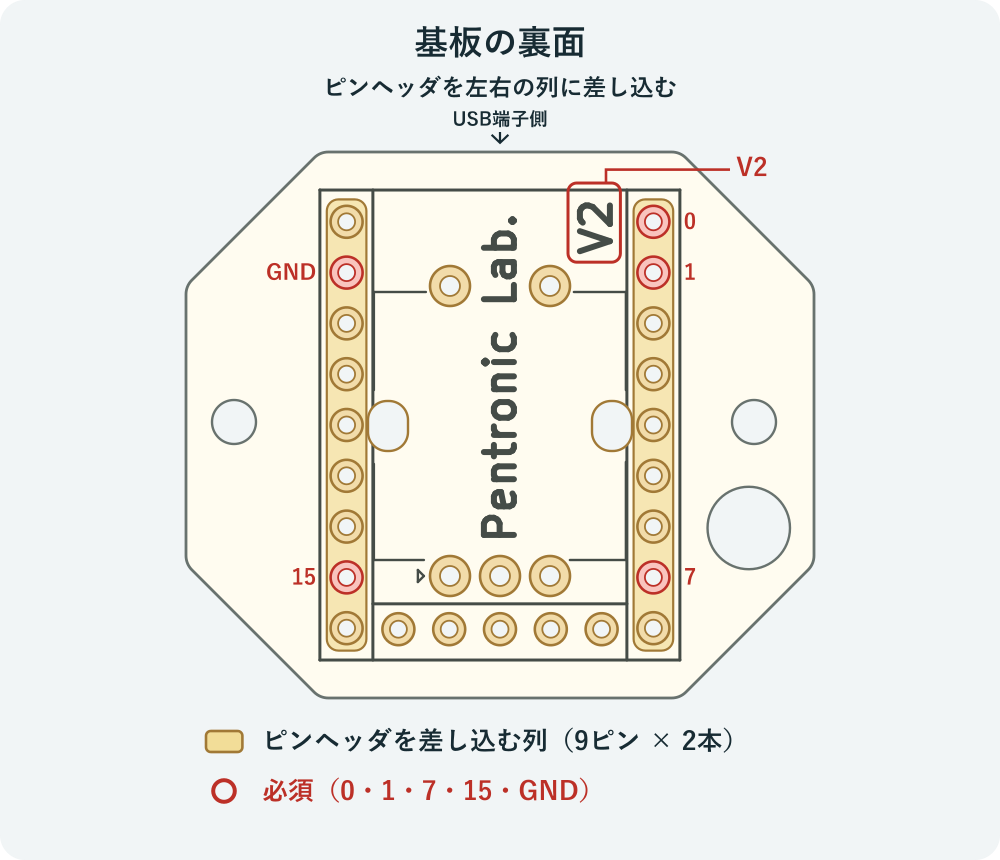 基板の裏面
ピンヘッダを左右の列に差し込む
USB端子側
V2
V2
0
GND
1
Pentronic Lab.
15
7
ピンヘッダを差し込む列（9ピン × 2本）
必須（0・1・7・15・GND）